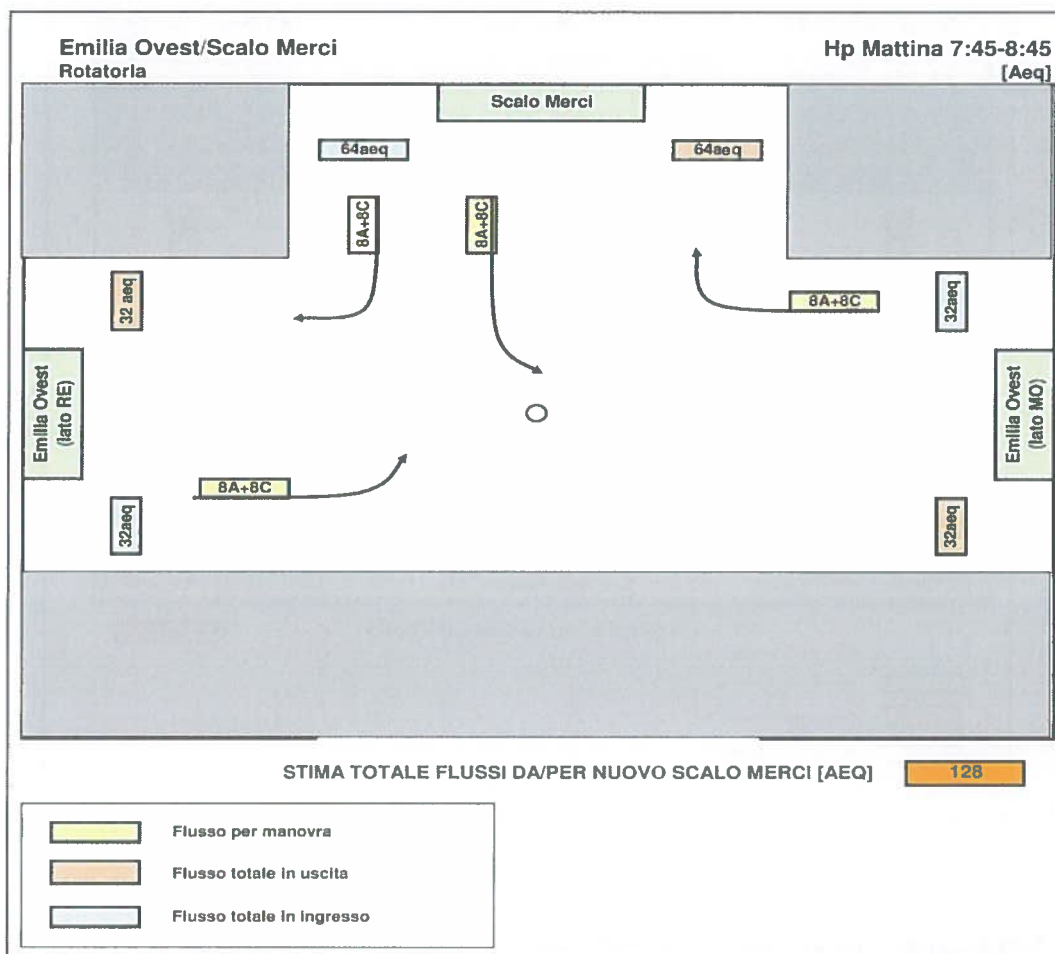 Emilia Ovest/Scalo Merci
Hp Mattina 7:45-8:45
Rotatoria
[Aeq]
Scalo Merci
64aeq
64aeq
8A+8C
8A+8C
32 aeq
8A+8C
32aeq
Emilia Ovest
(lato RE)
Emilia Ovest
(lato MO)
8A+8C
32aeq
32aeq
STIMA TOTALE FLUSSI DA/PER NUOVO SCALO MERCI [AEQ]
128
Flusso per manovra
Flusso totale in uscita
Flusso totale in ingresso